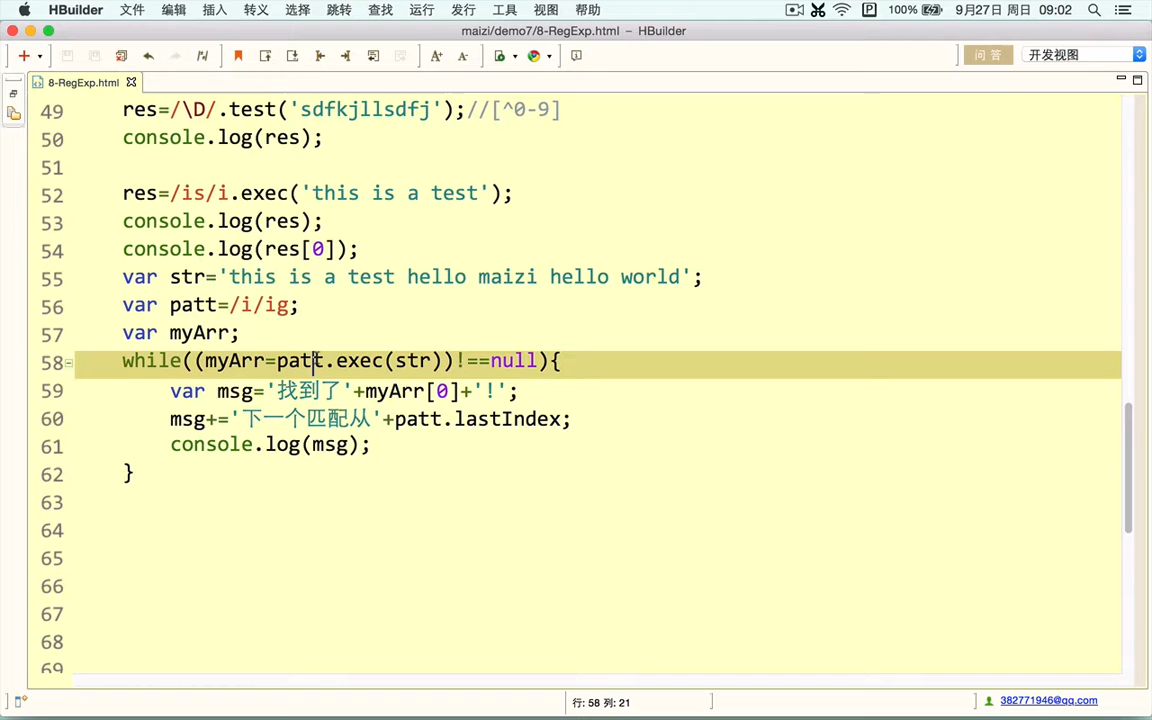 HBuilder 文件 编辑 插入 转义 选择 跳转 查找 运行 发行 工具 视图 帮助 100% 9月27日 周日 09:02
maizi/demo7/8-RegExp.html – HBuilder
问答 开发视图
8-RegExp.html
49 res=/\D/.test('sdfkjllsdfj');//[^0-9]
50 console.log(res);
51
52 res=/is/i.exec('this is a test');
53 console.log(res);
54 console.log(res[0]);
55 var str='this is a test hello maizi hello world';
56 var patt=/i/ig;
57 var myArr;
58 while((myArr=patt.exec(str))!==null){
59 var msg='找到了'+myArr[0]+'!';
60 msg+='下一个匹配从'+patt.lastIndex;
61 console.log(msg);
62 }
63
64
65
66
67
68
69
行: 58 列: 21
382771946@qq.com